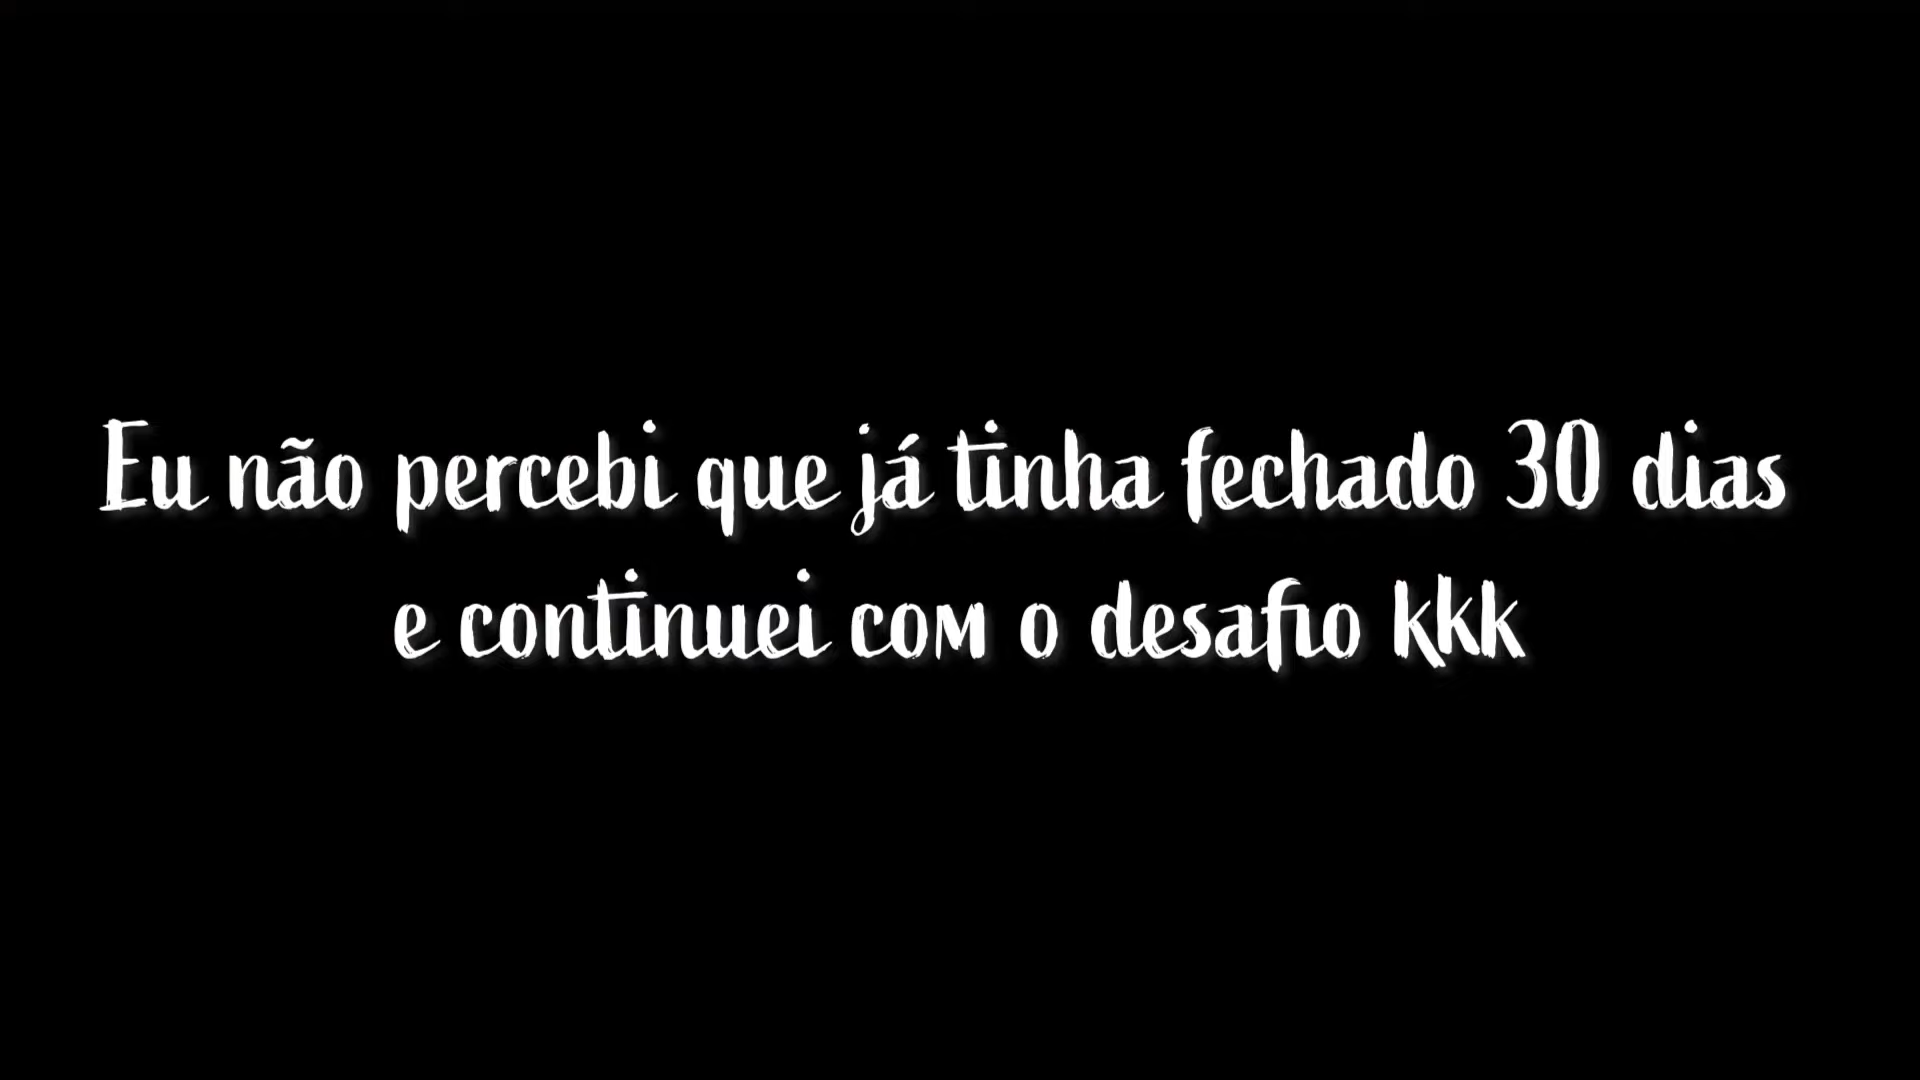 Eu não percebi que já tinha fechado 30 dias
e continuei com o desafio kkk